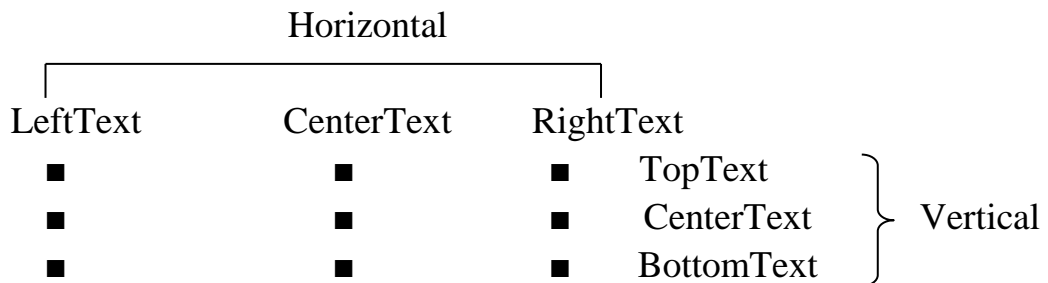 Horizontal
LeftText CenterText RightText
■ ■ ■ TopText
■ ■ ■ CenterText Vertical
■ ■ ■ BottomText